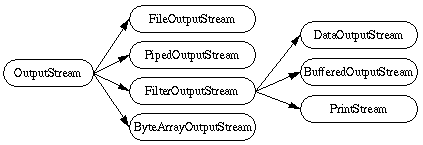 OutputStream
FileOutputStream
PipedOutputStream
FilterOutputStream
ByteArrayOutputStream
DataOutputStream
BufferedOutputStream
PrintStream